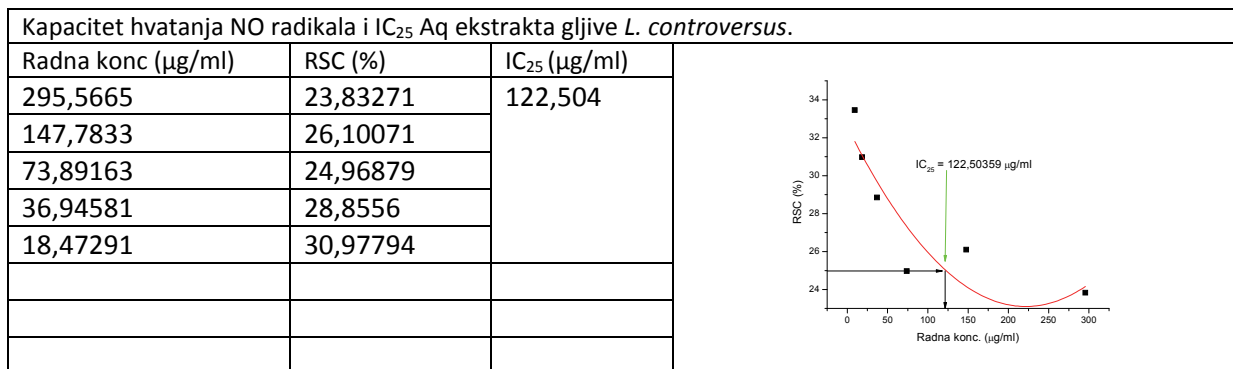 Kapacitet hvatanja NO radikala i IC25 Aq ekstrakta gljive L. controversus.
Radna konc (µg/ml) RSC (%) IC25 (µg/ml)
295,5665 23,83271 122,504
147,7833 26,10071
73,89163 24,96879
36,94581 28,8556
18,47291 30,97794
34
32
30
28
26
24
RSC (%)
IC25 = 122,50359 µg/ml
0 50 100 150 200 250 300
Radna konc. (µg/ml)